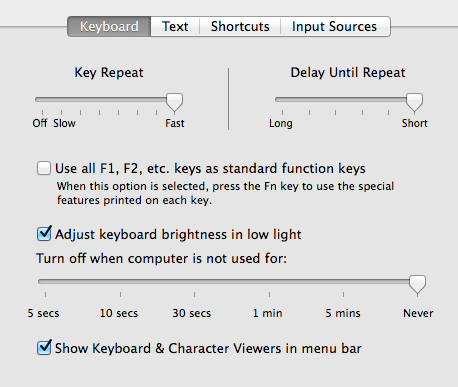 Keyboard Text Shortcuts Input Sources
Key Repeat Delay Until Repeat
Off Slow Fast Long Short
Use all F1, F2, etc. keys as standard function keys
When this option is selected, press the Fn key to use the special
features printed on each key.
Adjust keyboard brightness in low light
Turn off when computer is not used for:
5 secs 10 secs 30 secs 1 min 5 mins Never
Show Keyboard & Character Viewers in menu bar